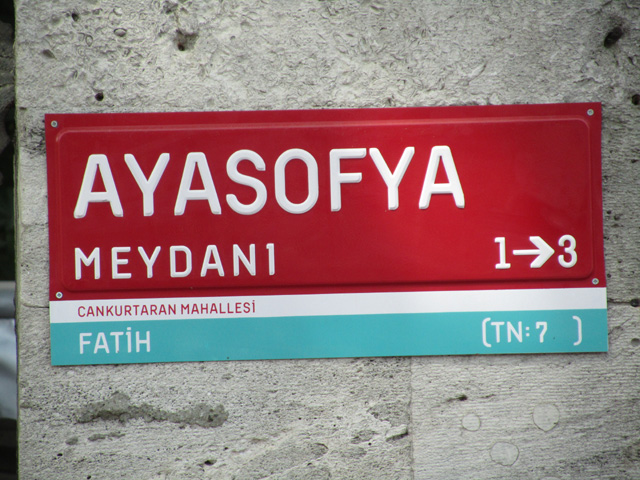 AYASOFYA
MEYDANI 1→3
CANKURTARAN MAHALLESİ
FATİH (TN: 7 )